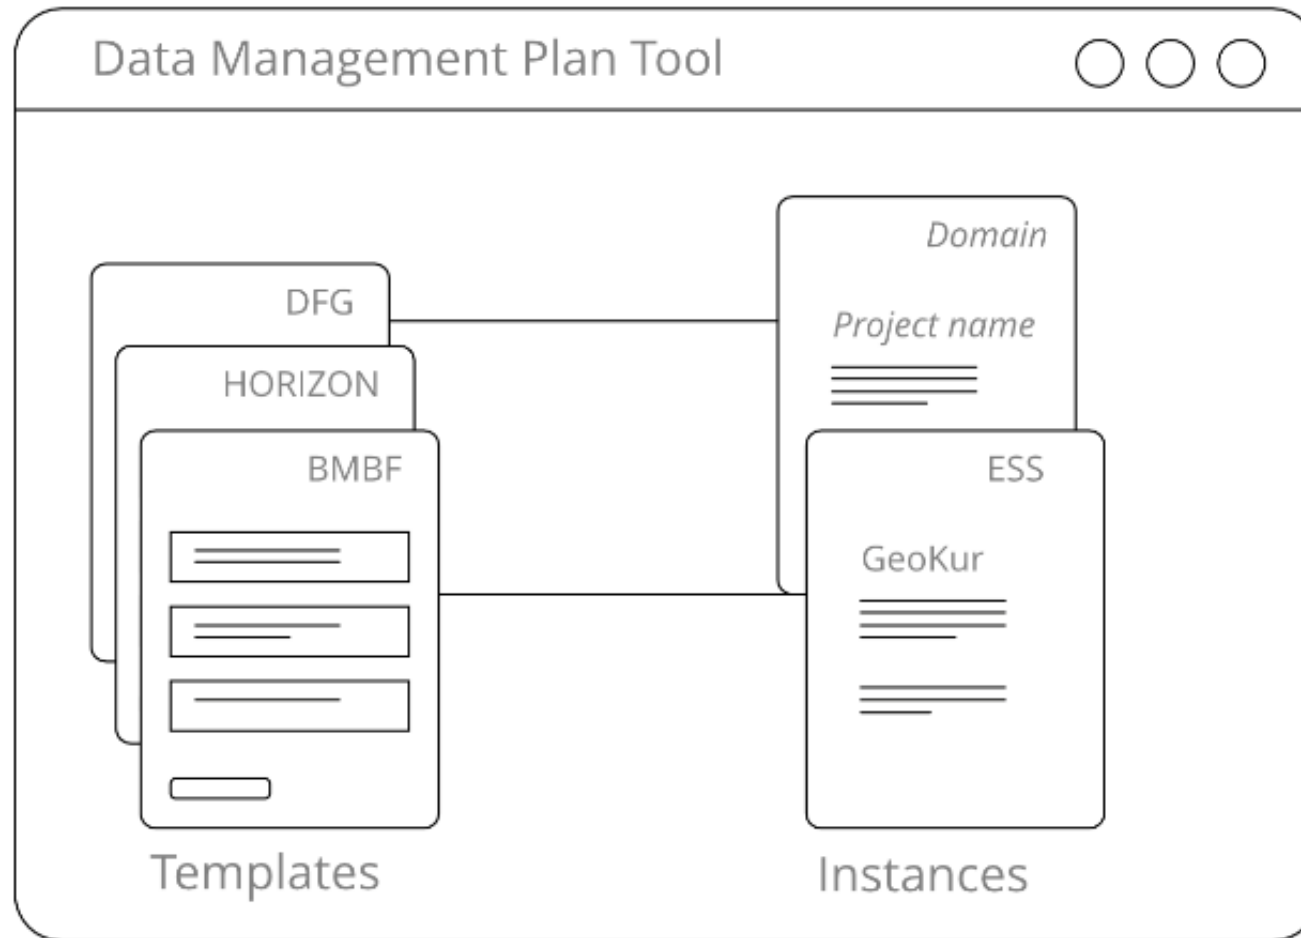 Data Management Plan Tool
Domain
DFG
Project name
HORIZON
BMBF
ESS
GeoKur
Templates
Instances